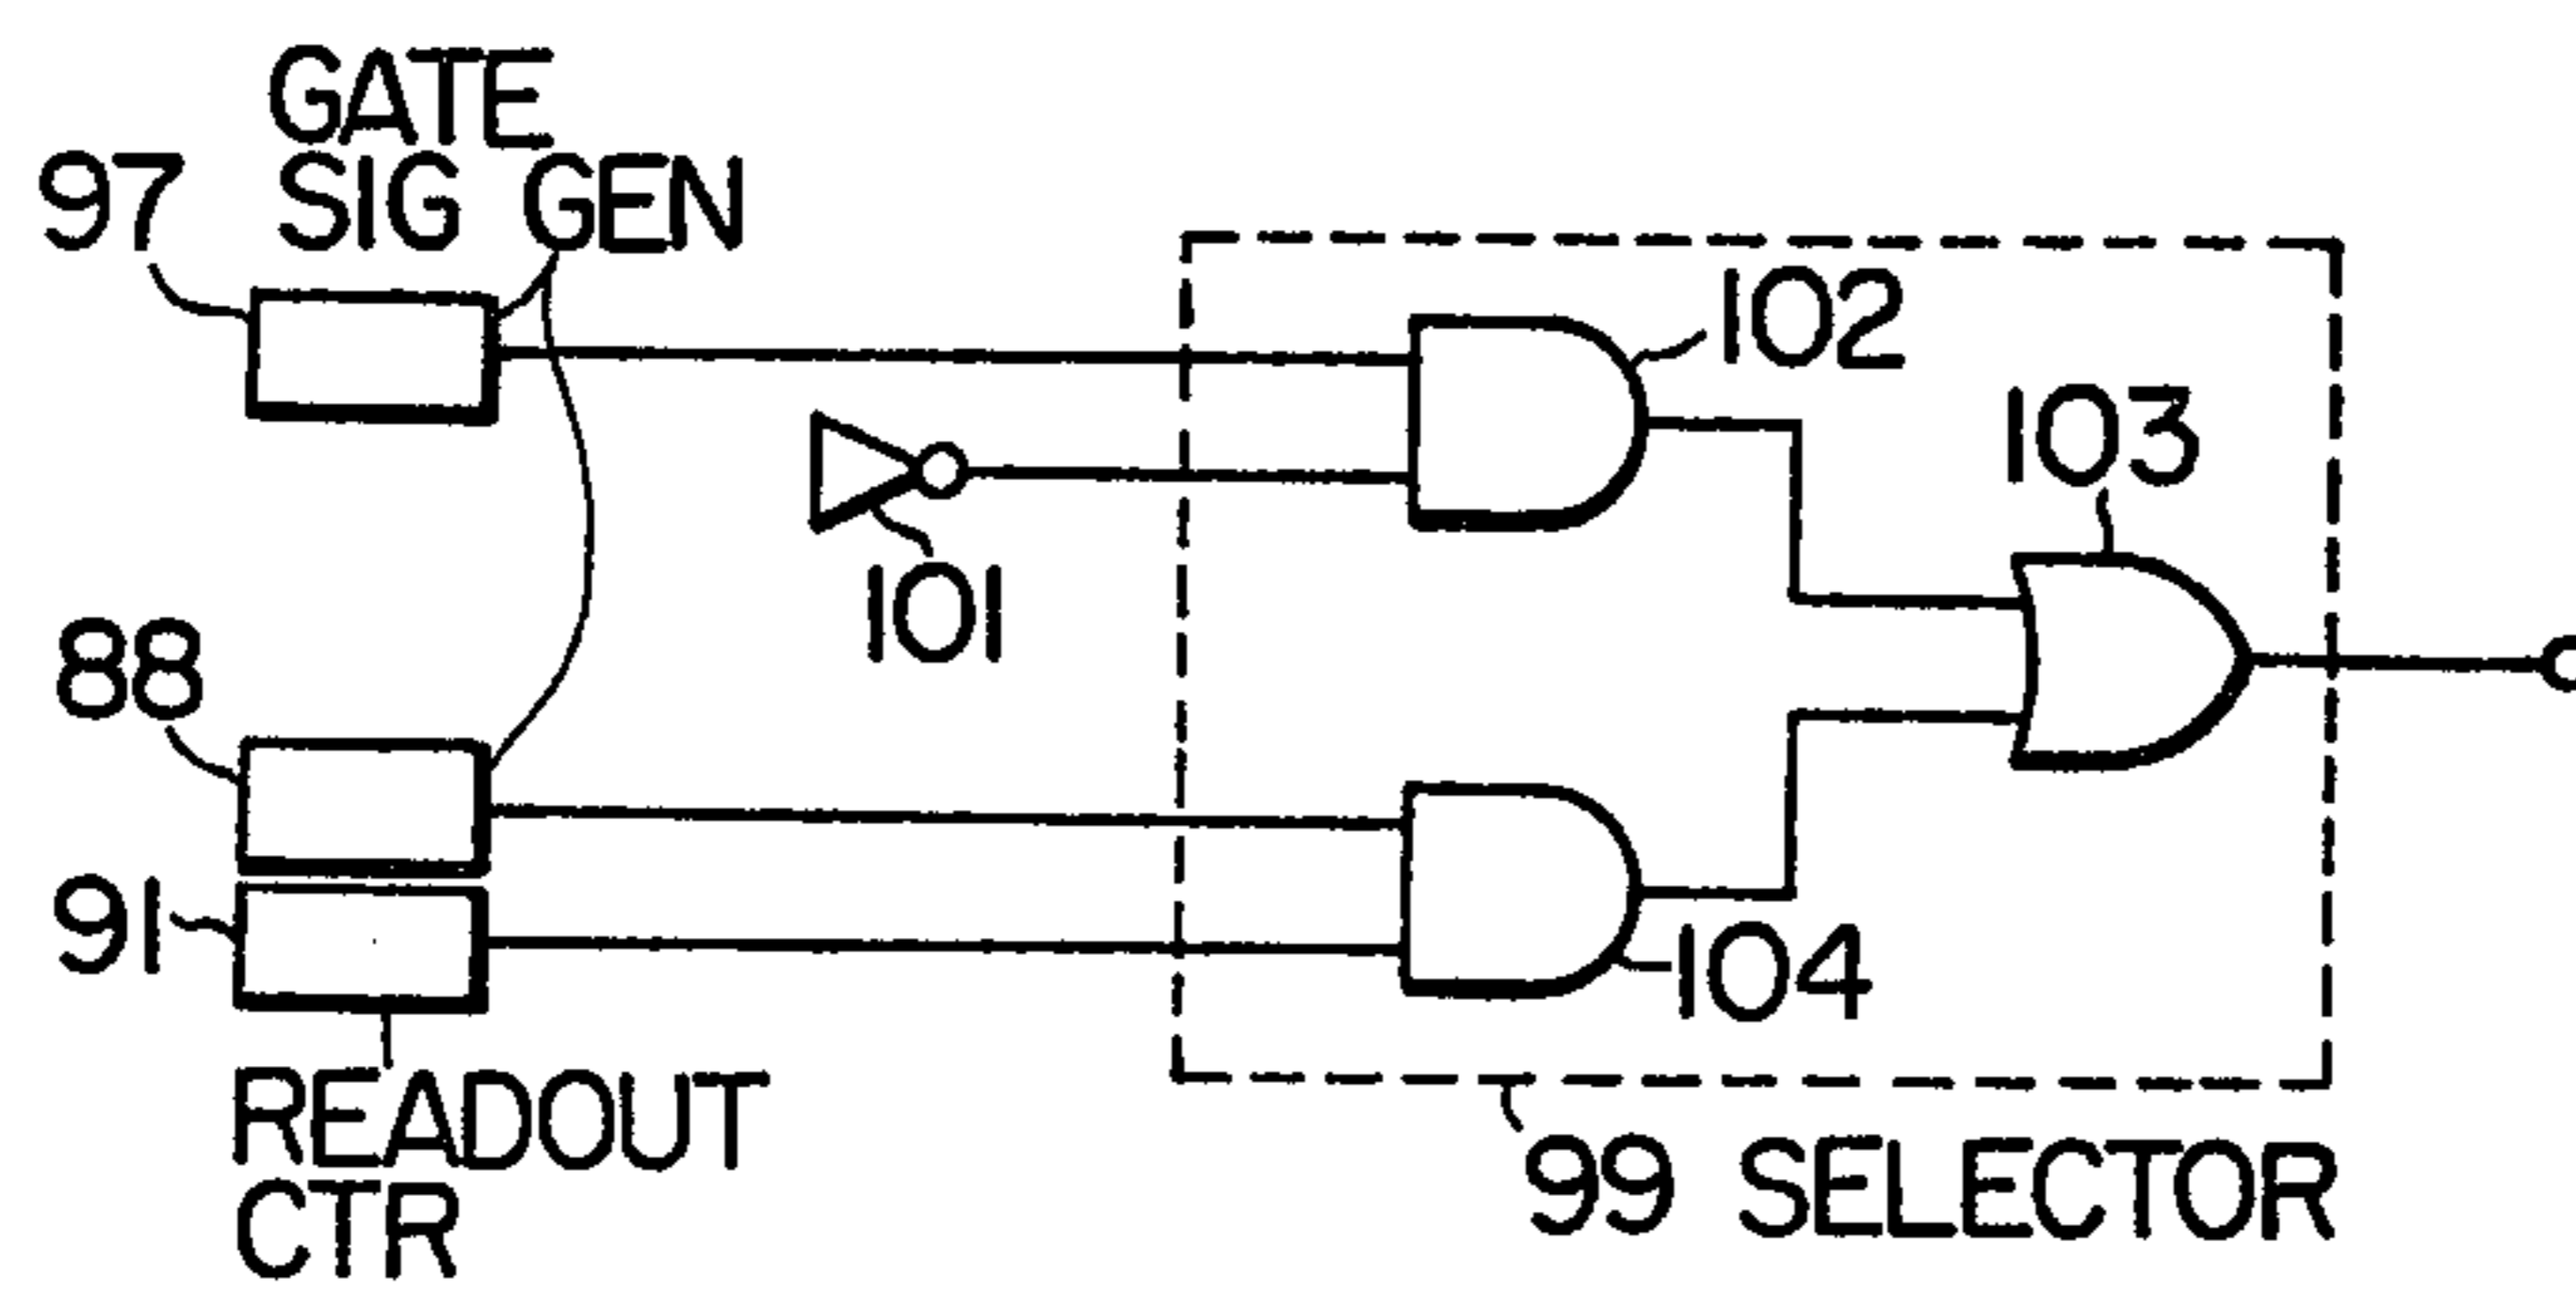 GATE
SIG GEN
97
102
103
101
88
91
104
READOUT
CTR
99 SELECTOR